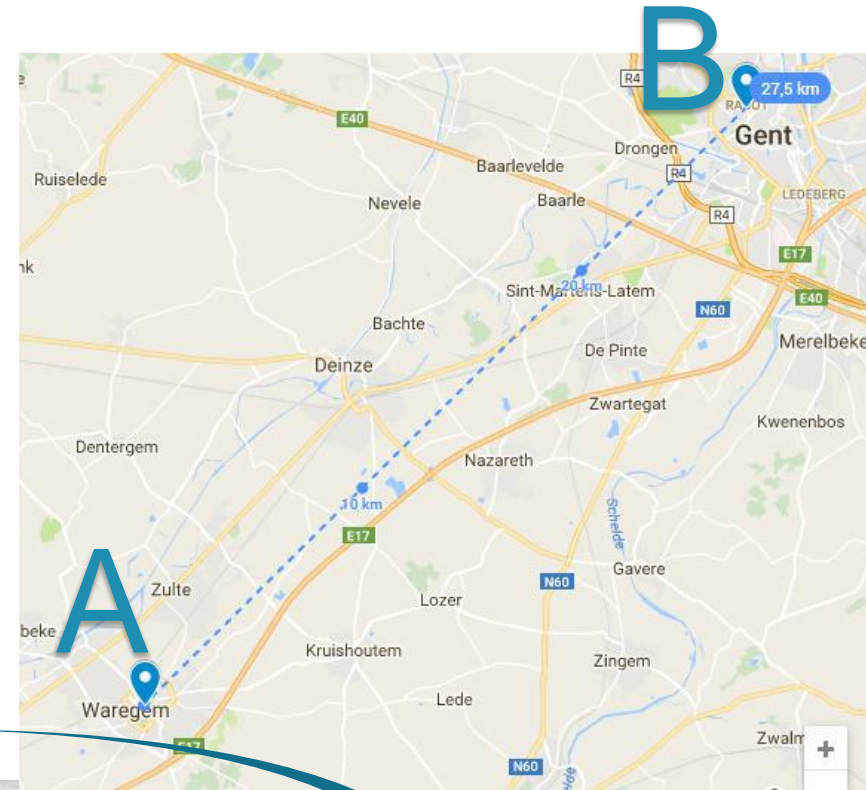 B
R4
27,5 km
E40
Gent
Drongen
Baarlevelde
R4
Ruiselede
Nevele
Baarle
LEDEBERG
R4
E17
Sint-Martens-Latem
20 km
E40
N60
Bachte
Merelbeke
De Pinte
Deinze
Zwartegat
Kwenenbos
Dentergem
Nazareth
10 km
Schelde
E17
A
Gavere
N60
Zulte
Lozer
beke
Kruishoutem
Zingem
Lede
Waregem
Zwalm
E17
+
N60